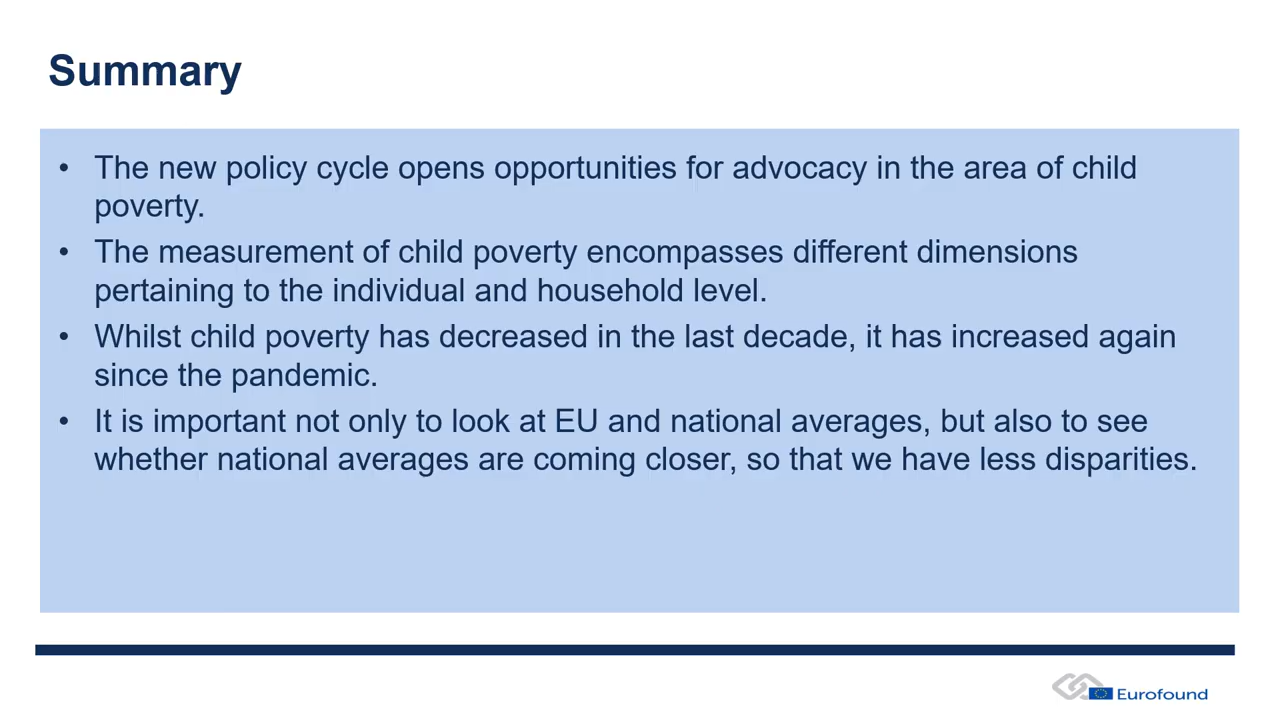 Summary
• The new policy cycle opens opportunities for advocacy in the area of child
poverty.
• The measurement of child poverty encompasses different dimensions
pertaining to the individual and household level.
• Whilst child poverty has decreased in the last decade, it has increased again
since the pandemic.
• It is important not only to look at EU and national averages, but also to see
whether national averages are coming closer, so that we have less disparities.
Eurofound